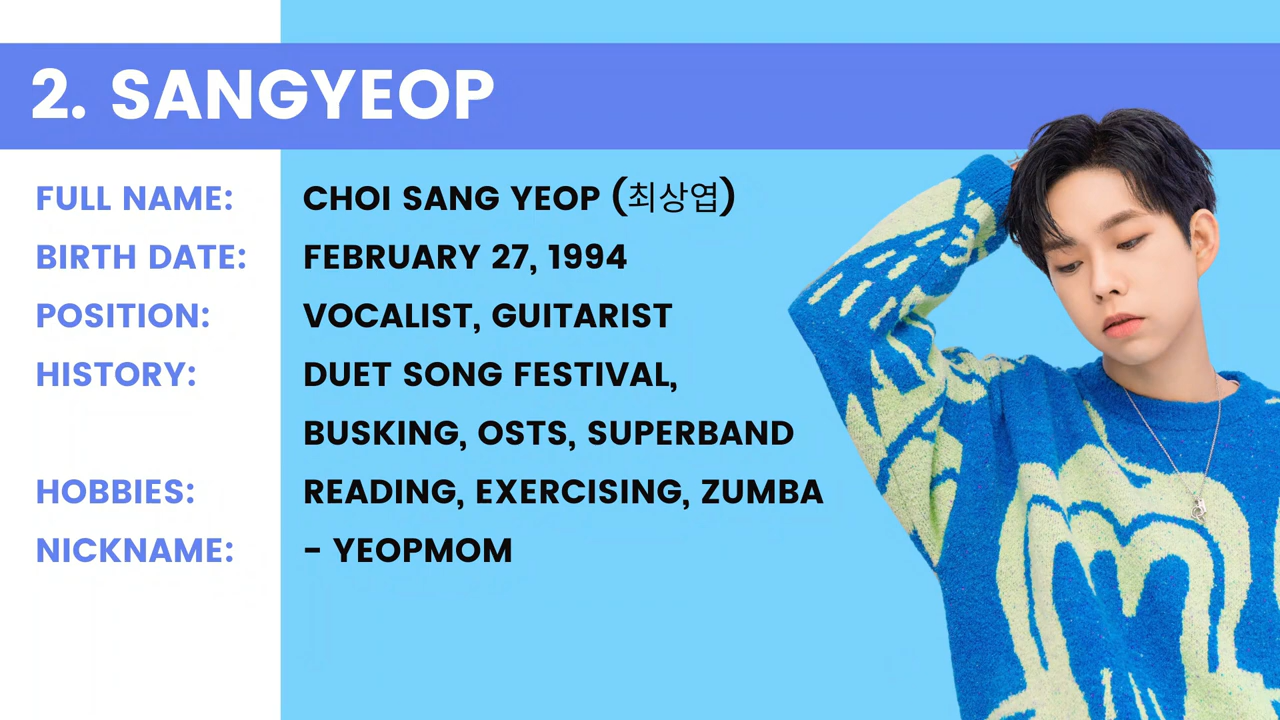 2. SANGYEOP
FULL NAME: CHOI SANG YEOP (최상엽)
BIRTH DATE: FEBRUARY 27, 1994
POSITION: VOCALIST, GUITARIST
HISTORY: DUET SONG FESTIVAL,
BUSKING, OSTS, SUPERBAND
HOBBIES: READING, EXERCISING, ZUMBA
NICKNAME: – YEOPMOM